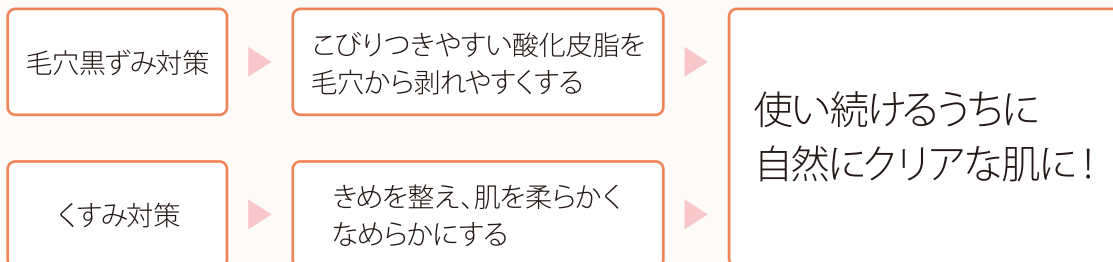 毛穴黒ずみ対策
こびりつきやすい酸化皮脂を
毛穴から剥れやすくする
くすみ対策
きめを整え、肌を柔らかく
なめらかにする
使い続けるうちに
自然にクリアな肌に！